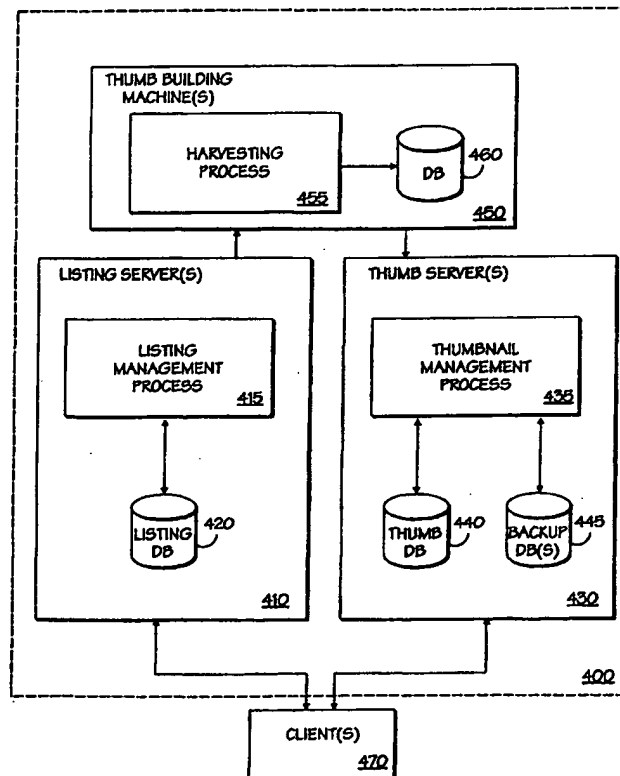 THUMB BUILDING
MACHINE(S)
HARVESTING
PROCESS
455
DB
460
450
LISTING SERVER(S)
LISTING
MANAGEMENT
PROCESS
415
LISTING
DB
420
410
THUMB SERVER(S)
THUMBNAIL
MANAGEMENT
PROCESS
435
THUMB
DB
440
BACKUP
DB(S)
445
430
400
CLIENT(S)
470